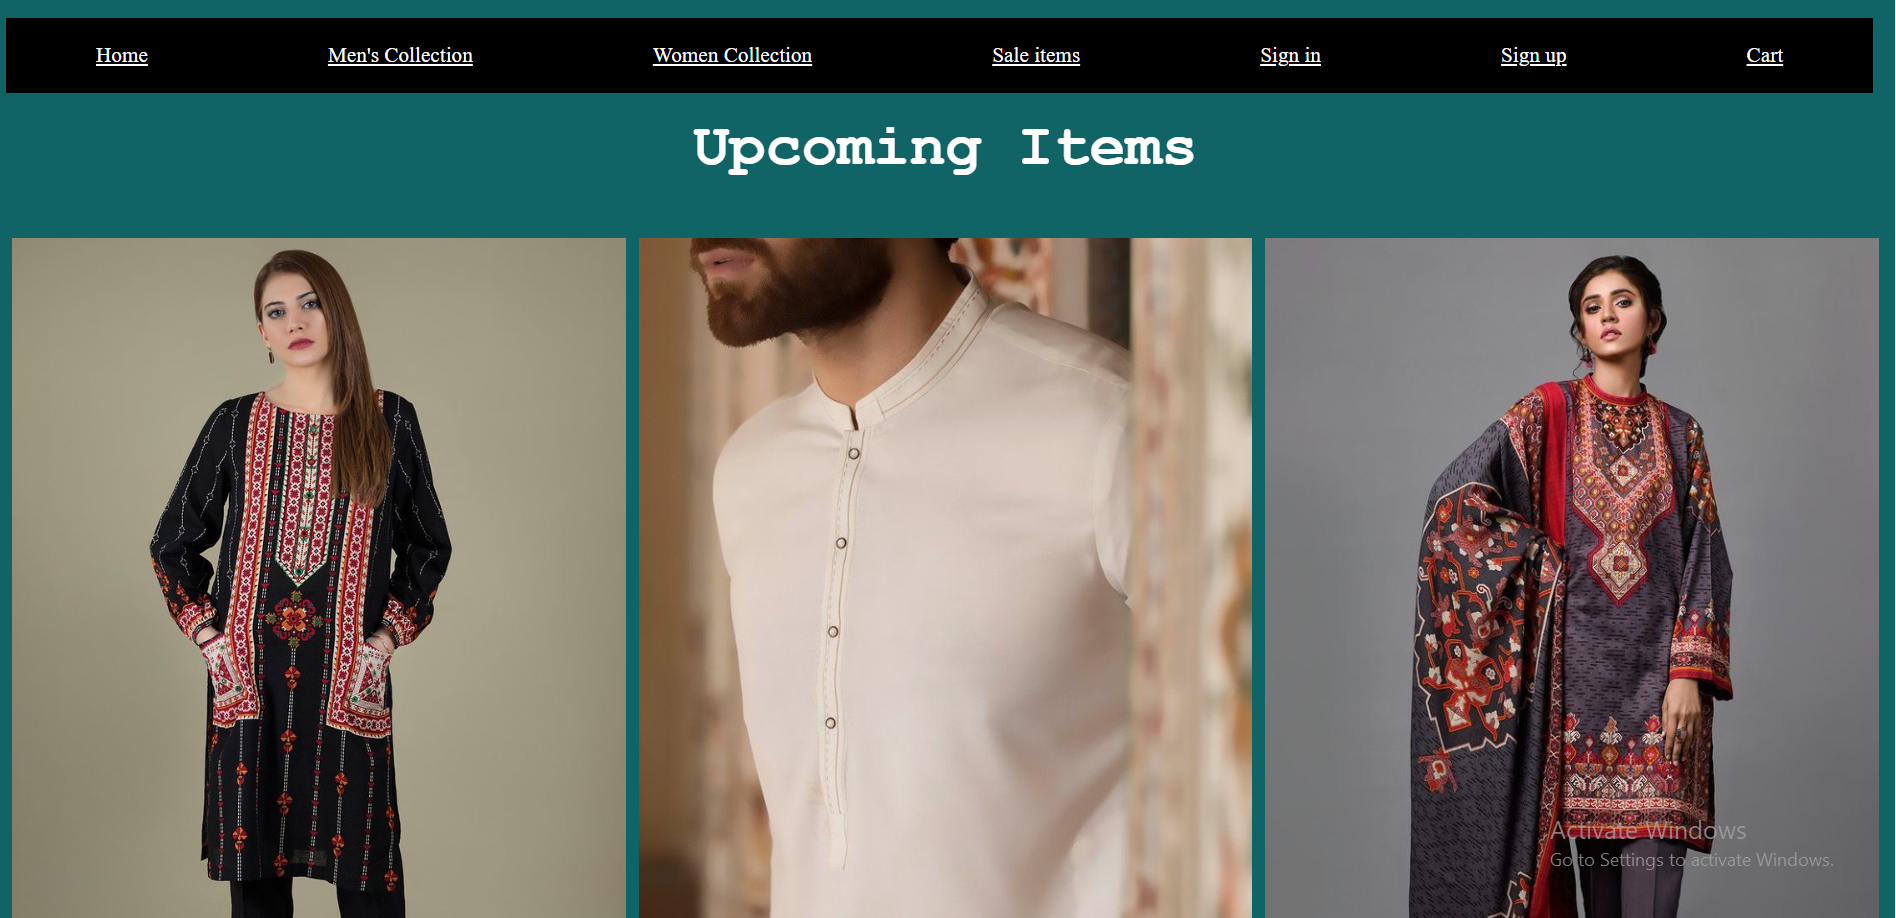 Home Men's Collection Women Collection Sale items Sign in Sign up Cart
Upcoming Items
Activate Windows
Go to Settings to activate Windows.